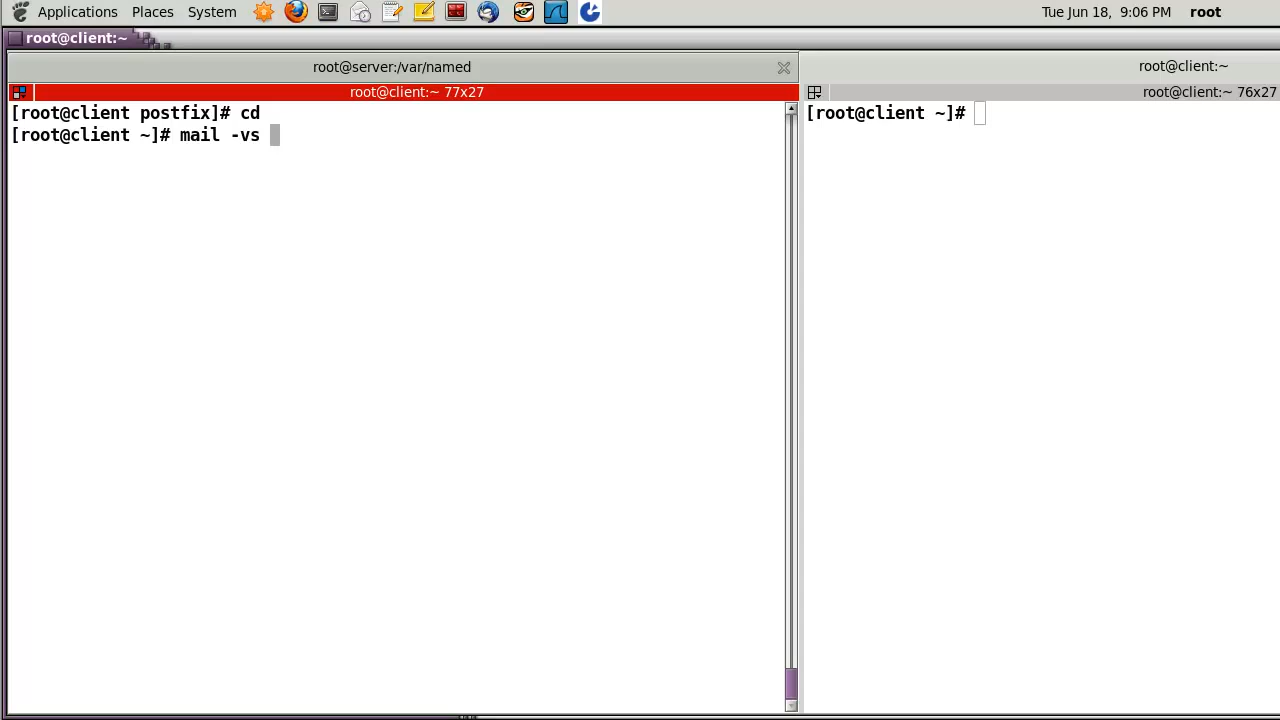 Applications Places System Tue Jun 18, 9:06 PM root
root@client:~
root@server:/var/named
root@client:~ 77x27
[root@client postfix]# cd
[root@client ~]# mail -vs
root@client:~
root@client:~ 76x27
[root@client ~]#